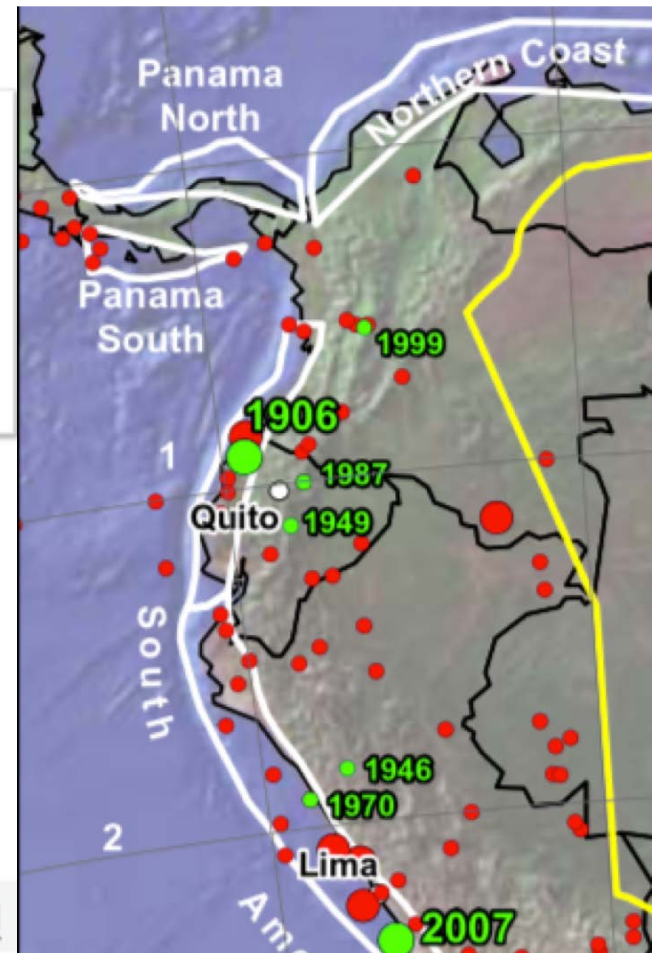 Panama
North
Northern Coast
Panama
South
1999
1906
1
1987
Quito
1949
South
1946
1970
2
Lima
2007